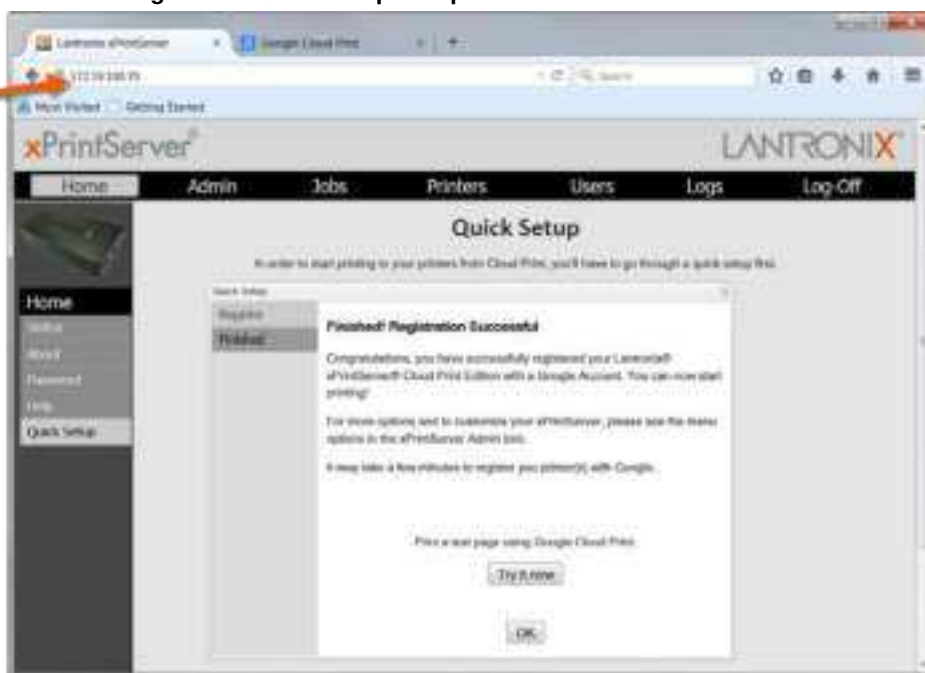 Lantronix xPrintServer
Google Cloud Print
Search
Most Visited
Getting Started
xPrintServer®
LANTRONIX®
Home
Admin
Jobs
Printers
Users
Logs
Log-Off
Quick Setup
In order to start printing to your printers from Cloud Print, you'll have to go through a quick setup first.
Quick Setup
Home
Status
About
Password
Help
Quick Setup
Register
Finished
Finished! Registration Successful
Congratulations, you have successfully registered your Lantronix®
xPrintServer® Cloud Print Edition with a Google Account. You can now start
printing!
For more options and to customize your xPrintServer, please see the menu
options in the xPrintServer Admin
It may take a few minutes to register you printer(s) with Google.
Print a test page using Google Cloud Print
Try it now
OK